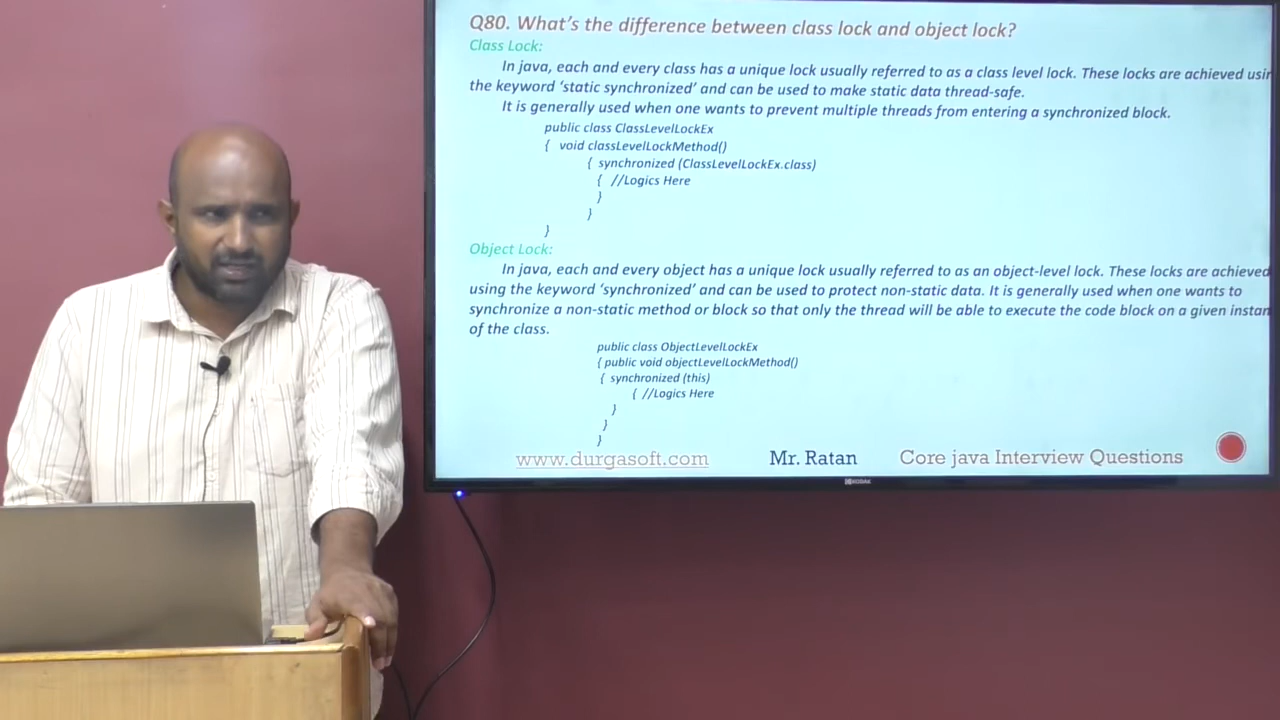 Q80. What's the difference between class lock and object lock?
Class Lock:
In java, each and every class has a unique lock usually referred to as a class level lock. These locks are achieved usin
the keyword 'static synchronized' and can be used to make static data thread-safe.
It is generally used when one wants to prevent multiple threads from entering a synchronized block.
public class ClassLevelLockEx
{ void classLevelLockMethod()
{ synchronized (ClassLevelLockEx.class)
{ //Logics Here
}
}
}
Object Lock:
In java, each and every object has a unique lock usually referred to as an object-level lock. These locks are achieved
using the keyword 'synchronized' and can be used to protect non-static data. It is generally used when one wants to
synchronize a non-static method or block so that only the thread will be able to execute the code block on a given instan
of the class.
public class ObjectLevelLockEx
{ public void objectLevelLockMethod()
{ synchronized (this)
{ //Logics Here
}
}
}
www.durgasoft.com Mr. Ratan Core java Interview Questions
KODAK